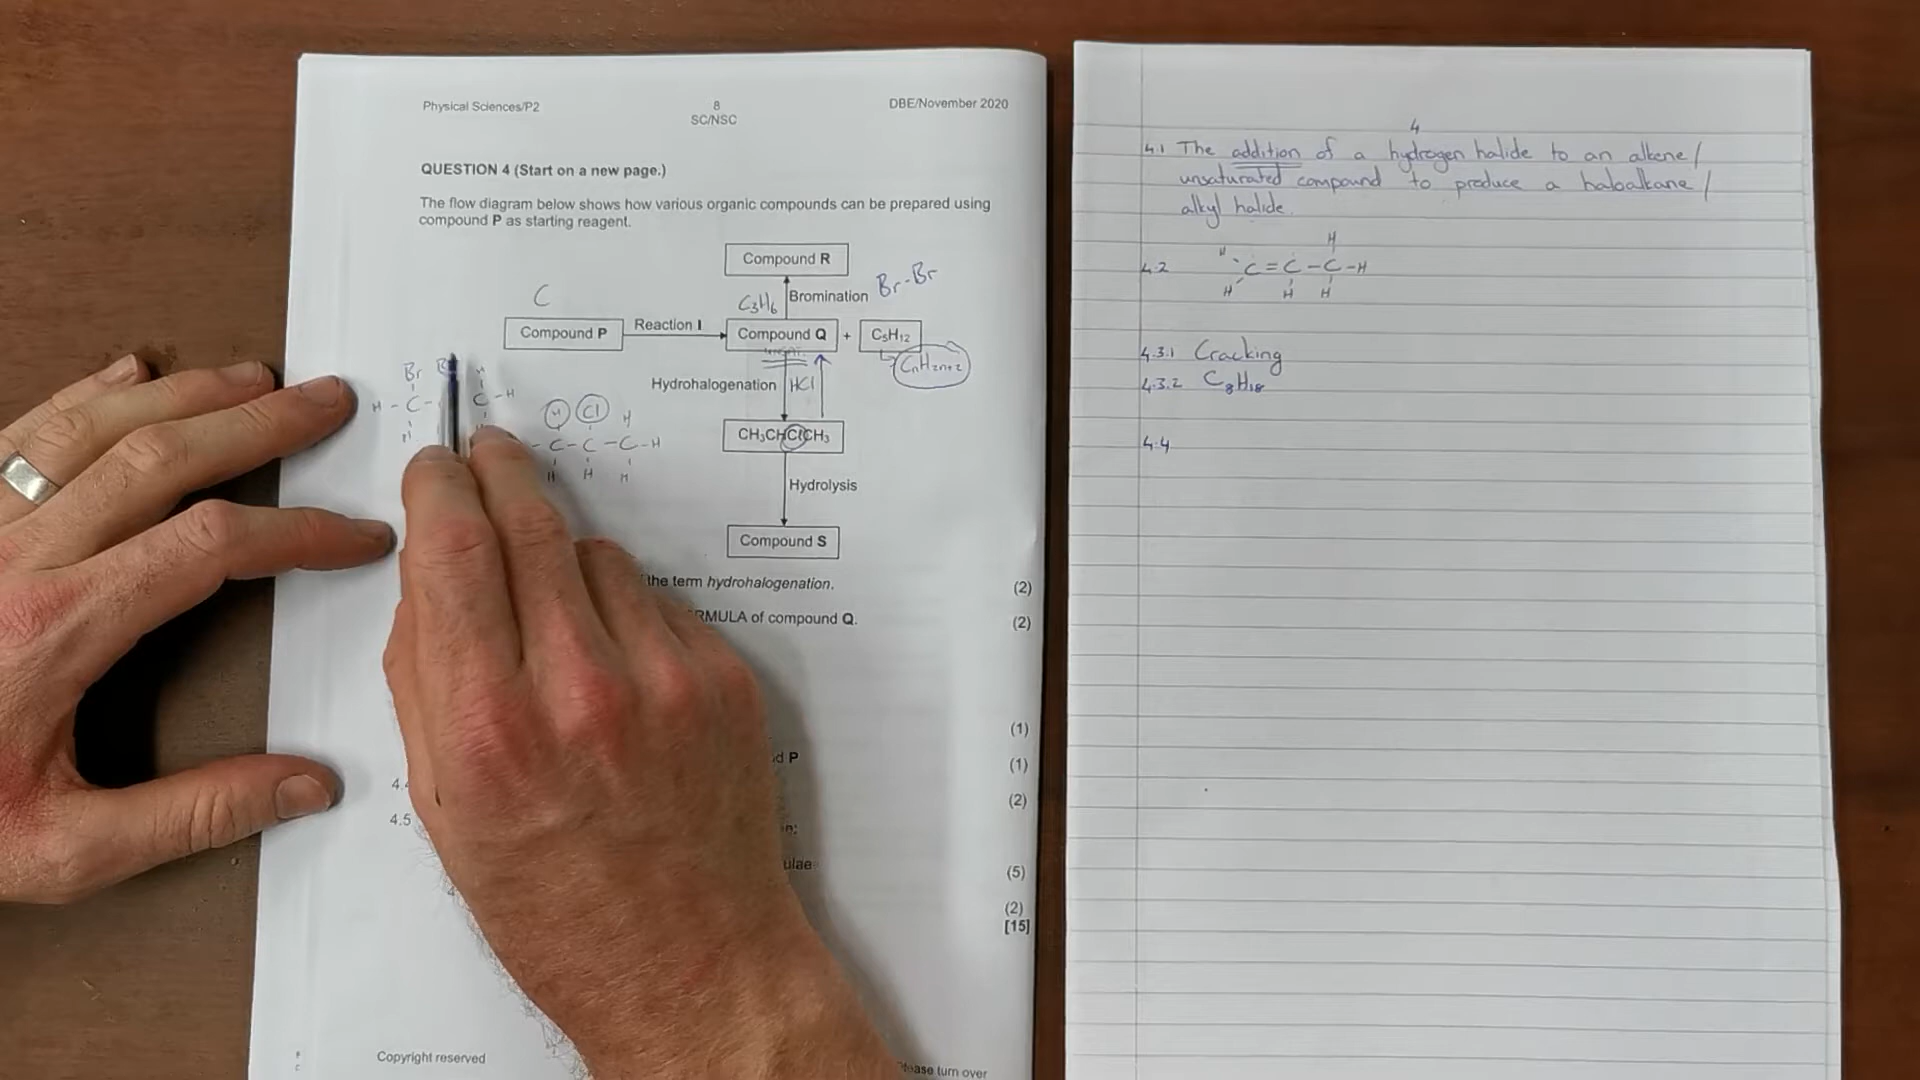 Physical Sciences/P2
8
SC/NSC
DBE/November 2020
QUESTION 4 (Start on a new page.)
The flow diagram below shows how various organic compounds can be prepared using
compound P as starting reagent.
Compound R
Bromination Br-Br
C
C3H6
Compound P
Reaction I
Compound Q
+
C5H12
CnH2n+2
Hydrohalogenation HCl
CH3CHClCH3
Hydrolysis
Compound S
Br B H
H - C - C - H
H H
H Cl H
- C - C - C - H
H H H
the term hydrohalogenation. (2)
RMULA of compound Q. (2)
(1)
d P (1)
4. (2)
4.5
ulae (5)
(2)
[15]
Copyright reserved
Please turn over
4
4.1 The addition of a hydrogen halide to an alkene/
unsaturated compound to produce a haloalkane/
alkyl halide.
H H
4.2 C = C - C - H
H H H
4.3.1 Cracking
4.3.2 C8H18
4.4